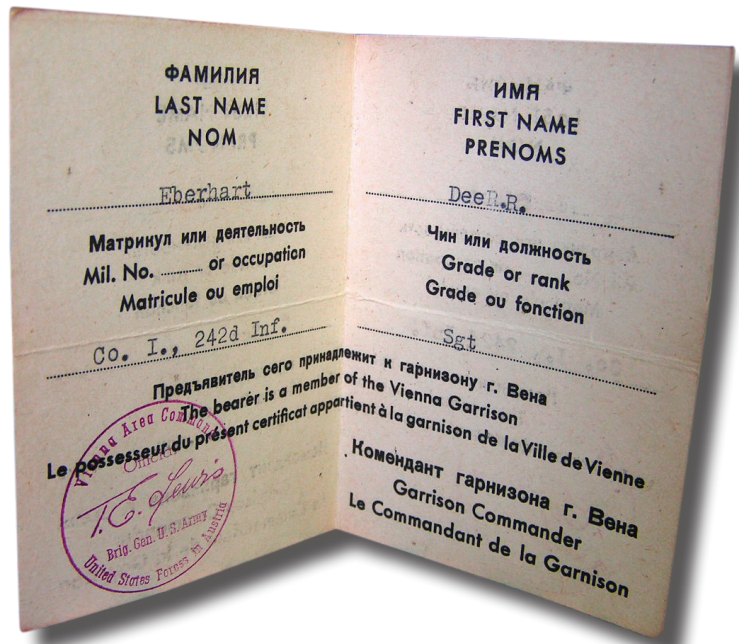 ФАМИЛИЯ
LAST NAME
NOM
Eberhart
Матрикул или деятельность
Mil. No. .......... or occupation
Matricule ou emploi
Co. I., 242d Inf.
ИМЯ
FIRST NAME
PRENOMS
Dee
Чин или должность
Grade or rank
Grade ou fonction
Sgt
Предъявитель сего принадлежит к гарнизону г. Вена
The bearer is a member of the Vienna Garrison
Le possesseur du présent certificat appartient à la garnison de la Ville de Vienne
Комендант гарнизона г. Вена
Garrison Commander
Le Commandant de la Garnison
Vienna Area Command
Official
T.E. Lewis
Brig. Gen. U.S. Army
United States Forces in Austria